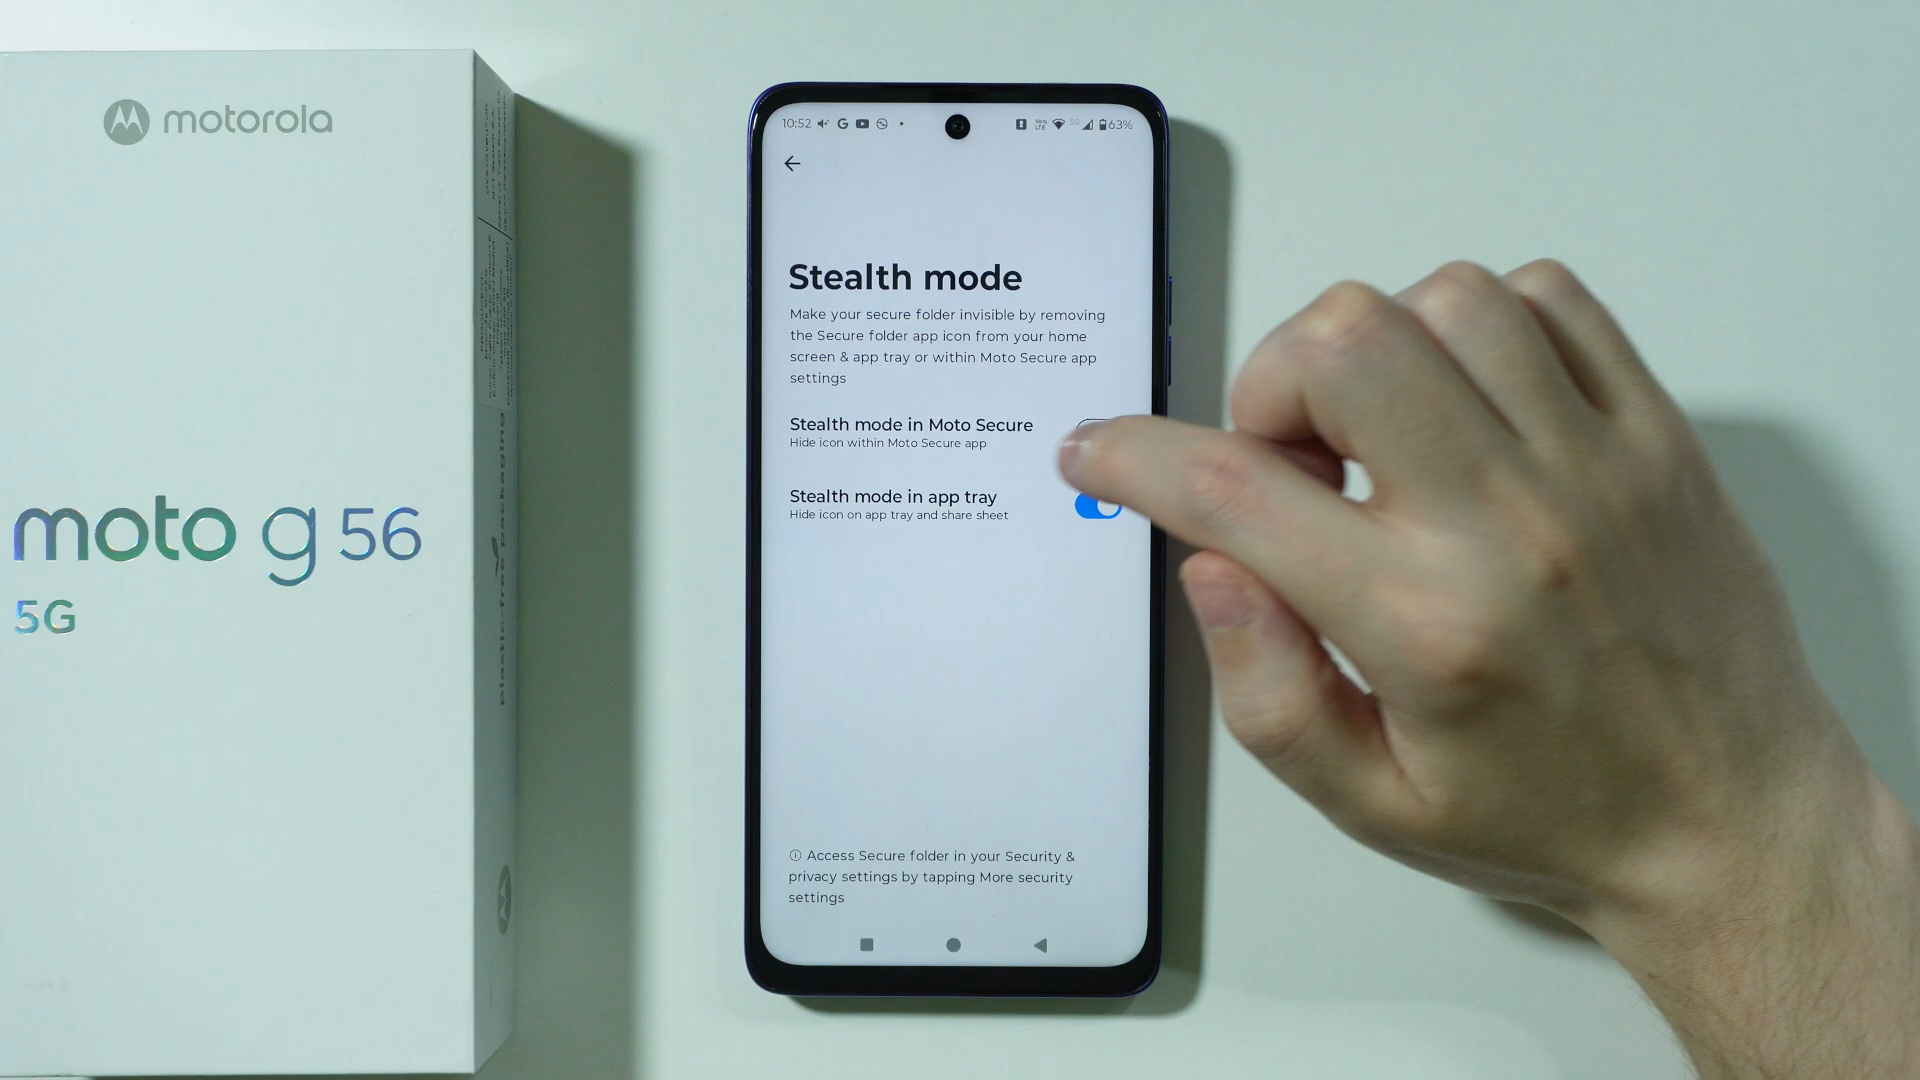 motorola
moto g 56
5G
plastic-free packaging
10:52
63%
Stealth mode
Make your secure folder invisible by removing
the Secure folder app icon from your home
screen & app tray or within Moto Secure app
settings
Stealth mode in Moto Secure
Hide icon within Moto Secure app
Stealth mode in app tray
Hide icon on app tray and share sheet
Access Secure folder in your Security &
privacy settings by tapping More security
settings